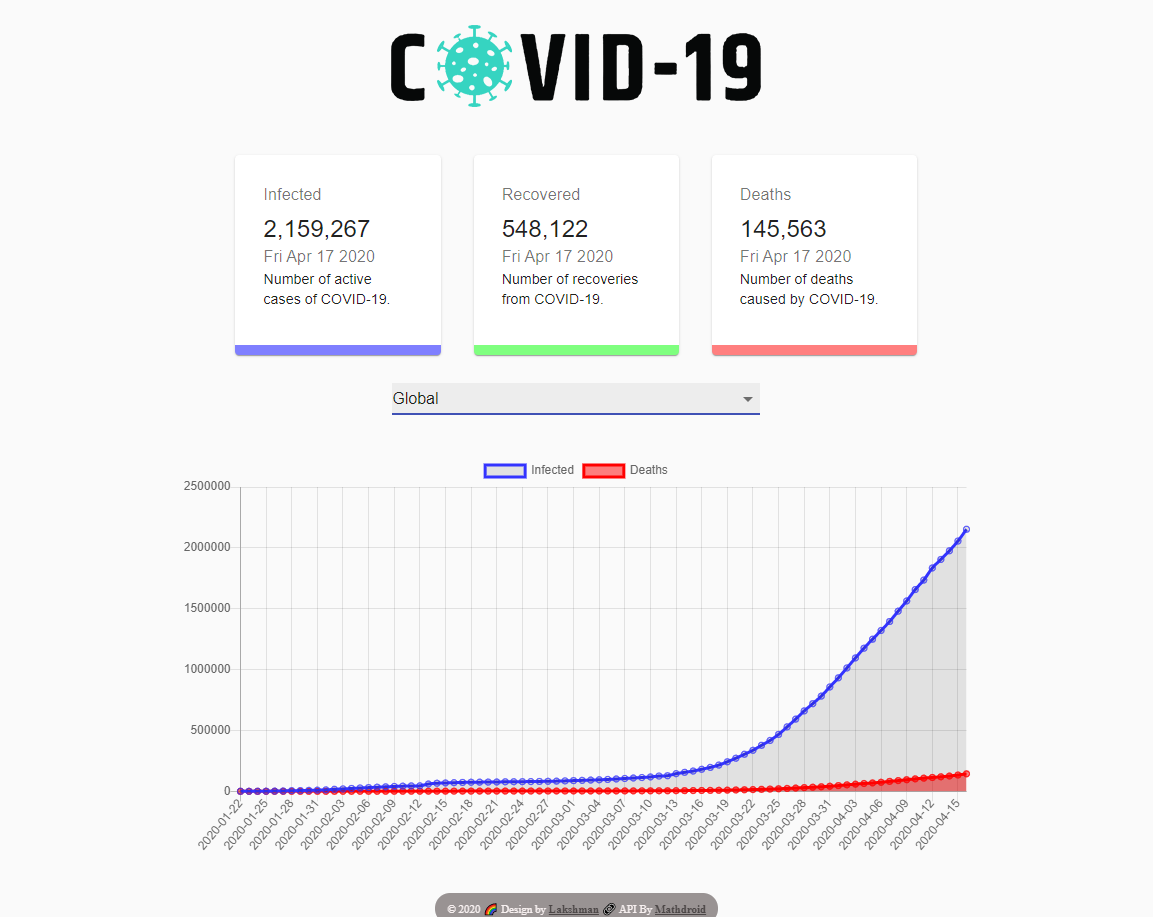 COVID-19
Infected
2,159,267
Fri Apr 17 2020
Number of active
cases of COVID-19.
Recovered
548,122
Fri Apr 17 2020
Number of recoveries
from COVID-19.
Deaths
145,563
Fri Apr 17 2020
Number of deaths
caused by COVID-19.
Global
Infected Deaths
2500000
2000000
1500000
1000000
500000
0
2020-01-22
2020-01-25
2020-01-28
2020-01-31
2020-02-03
2020-02-06
2020-02-09
2020-02-12
2020-02-15
2020-02-18
2020-02-21
2020-02-24
2020-02-27
2020-03-01
2020-03-04
2020-03-07
2020-03-10
2020-03-13
2020-03-16
2020-03-19
2020-03-22
2020-03-25
2020-03-28
2020-03-31
2020-04-03
2020-04-06
2020-04-09
2020-04-12
2020-04-15
© 2020 🌈 Design by Lakshman 🔗 API By Mathdroid